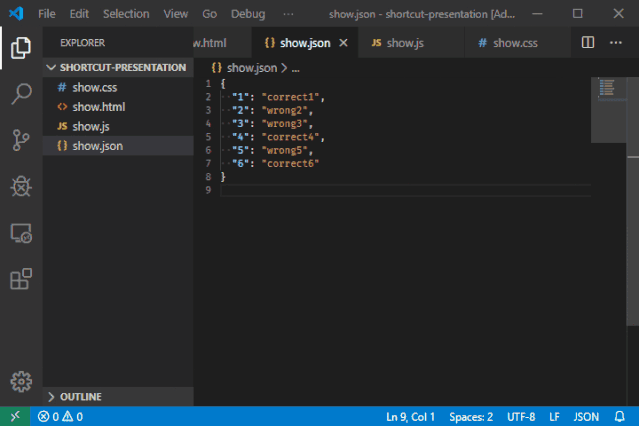 File Edit Selection View Go Debug ··· show.json - shortcut-presentation [Ad...
EXPLORER
w.html {} show.json × JS show.js # show.css ···
SHORTCUT-PRESENTATION
# show.css
<> show.html
JS show.js
{} show.json
{} show.json > ...
1 {
2 "1": "correct1",
3 "2": "wrong2",
4 "3": "wrong3",
5 "4": "correct4",
6 "5": "wrong5",
7 "6": "correct6"
8 }
9
OUTLINE
0 0 Ln 9, Col 1 Spaces: 2 UTF-8 LF JSON